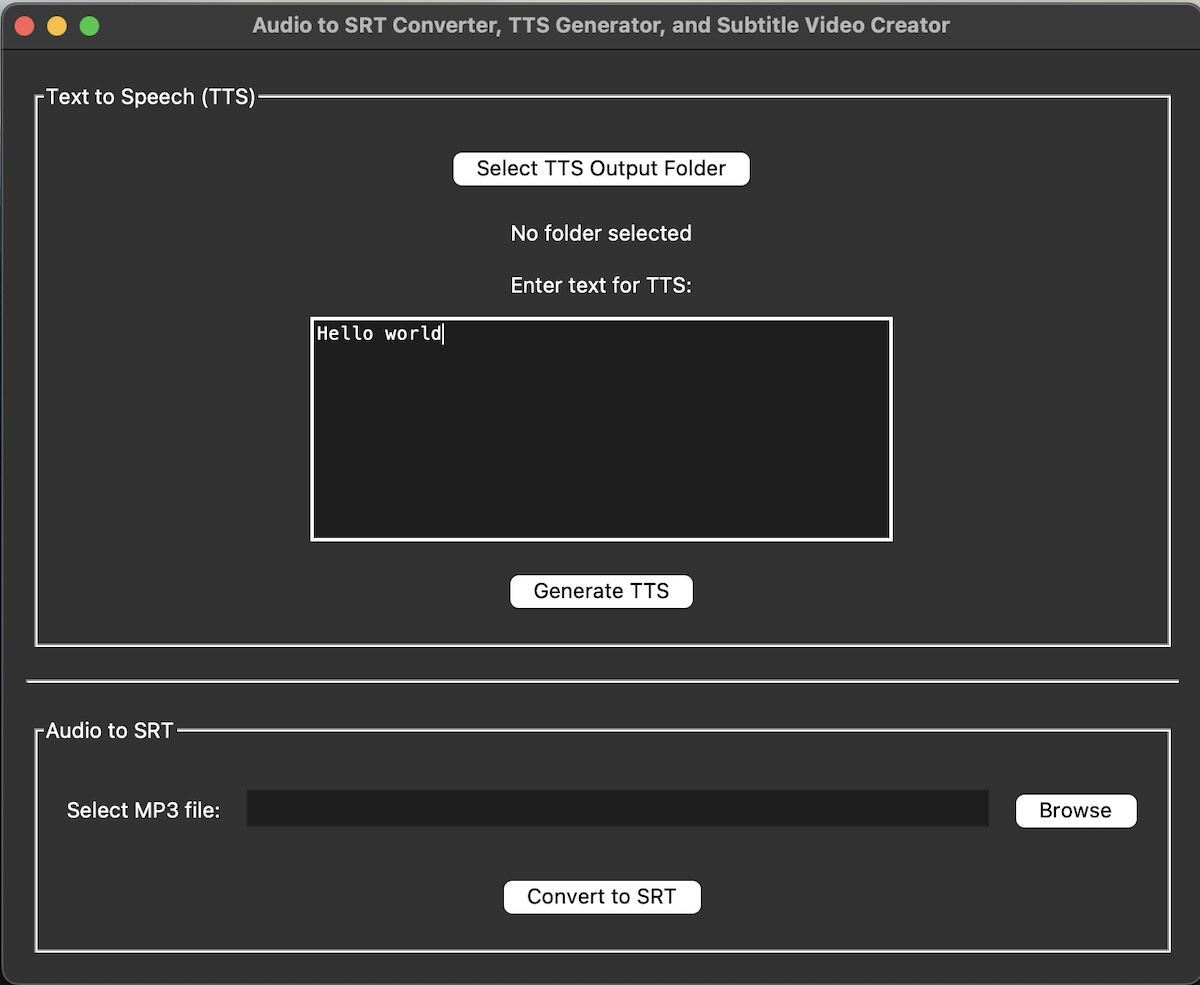 Audio to SRT Converter, TTS Generator, and Subtitle Video Creator
Text to Speech (TTS)
Select TTS Output Folder
No folder selected
Enter text for TTS:
Hello world
Generate TTS
Audio to SRT
Select MP3 file: Browse
Convert to SRT